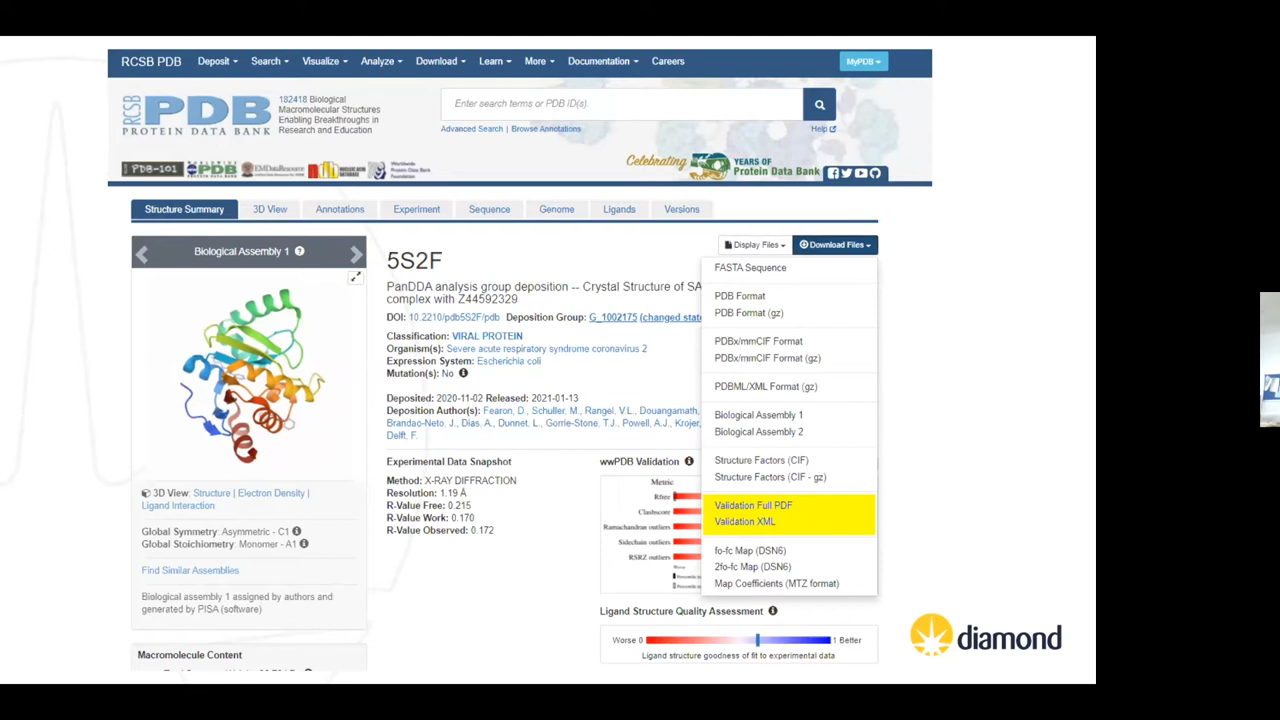 RCSB PDB Deposit Search Visualize Analyze Download Learn More Documentation Careers MyPDB
RCSB
PDB
PROTEIN DATA BANK
182418 Biological
Macromolecular Structures
Enabling Breakthroughs in
Research and Education
Enter search terms or PDB ID(s).
Advanced Search | Browse Annotations
Help
PDB-101
PDB
EMDataResource
Worldwide
Protein Data Bank
Foundation
Celebrating
YEARS OF
Protein Data Bank
Structure Summary 3D View Annotations Experiment Sequence Genome Ligands Versions
Biological Assembly 1
Display Files Download Files
5S2F
PanDDA analysis group deposition -- Crystal Structure of SA
complex with Z44592329
DOI: 10.2210/pdb5S2F/pdb Deposition Group: G_1002175 (changed state
Classification: VIRAL PROTEIN
Organism(s): Severe acute respiratory syndrome coronavirus 2
Expression System: Escherichia coli
Mutation(s): No
Deposited: 2020-11-02 Released: 2021-01-13
Deposition Author(s): Fearon, D., Schuller, M., Rangel, V.L., Douangamath,
Brandao-Neto, J., Dias, A., Dunnet, L., Gorrie-Stone, T.J., Powell, A.J., Krojer,
Delft, F.
Experimental Data Snapshot
Method: X-RAY DIFFRACTION
Resolution: 1.19 Å
R-Value Free: 0.215
R-Value Work: 0.170
R-Value Observed: 0.172
wwPDB Validation
Metric
Rfree
Clashscore
Ramachandran outliers
Sidechain outliers
RSRZ outliers
Worse
FASTA Sequence
PDB Format
PDB Format (gz)
PDBx/mmCIF Format
PDBx/mmCIF Format (gz)
PDBML/XML Format (gz)
Biological Assembly 1
Biological Assembly 2
Structure Factors (CIF)
Structure Factors (CIF - gz)
Validation Full PDF
Validation XML
fo-fc Map (DSN6)
2fo-fc Map (DSN6)
Map Coefficients (MTZ format)
3D View: Structure | Electron Density |
Ligand Interaction
Global Symmetry: Asymmetric - C1
Global Stoichiometry: Monomer - A1
Find Similar Assemblies
Biological assembly 1 assigned by authors and
generated by PISA (software)
Macromolecule Content
Ligand Structure Quality Assessment
Worse 0 1 Better
Ligand structure goodness of fit to experimental data
diamond